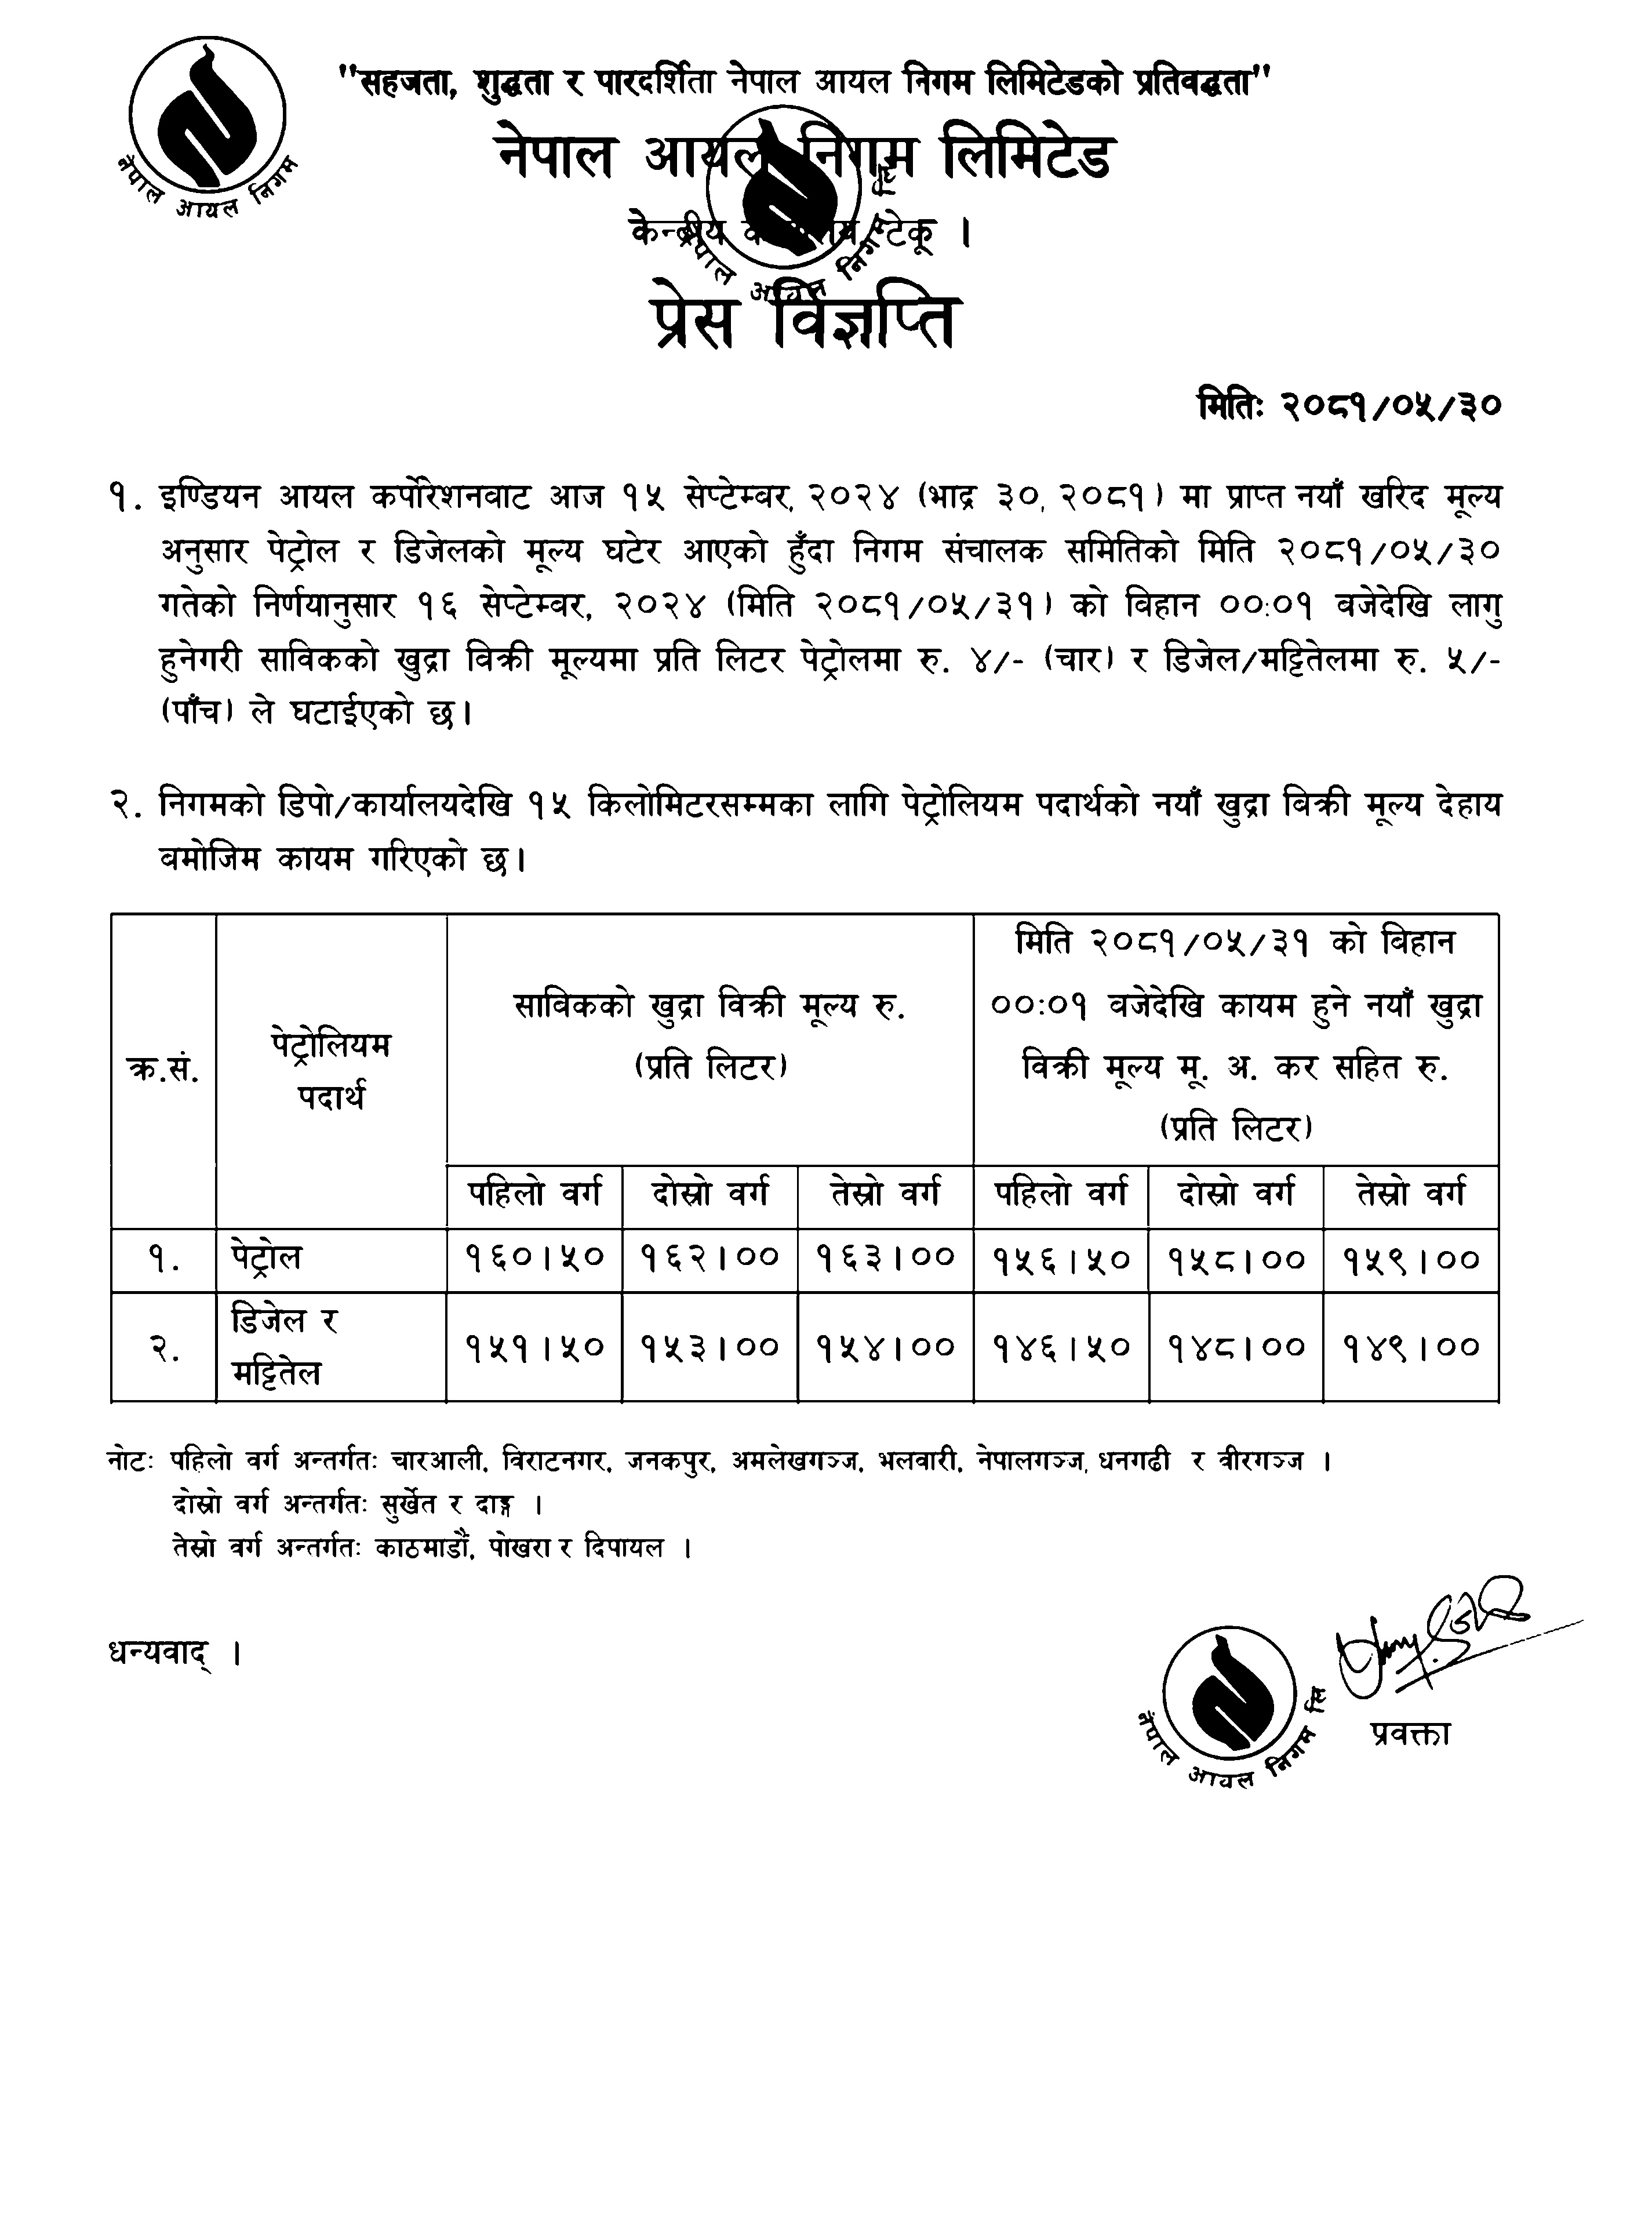 नेपाल आयल निगम
"सहजता, शुद्धता र पारदर्शिता नेपाल आयल निगम लिमिटेडको प्रतिवद्धता"
नेपाल आयल निगम लिमिटेड
केन्द्रीय कार्यालय, टेकू ।
नेपाल आयल निगम लि
प्रेस विज्ञप्ति
मितिः २०८१/०५/३०
१. इण्डियन आयल कर्पोरेशनवाट आज १५ सेप्टेम्बर, २०२४ (भाद्र ३०, २०८१) मा प्राप्त नयाँ खरिद मूल्य
अनुसार पेट्रोल र डिजेलको मूल्य घटेर आएको हुँदा निगम संचालक समितिको मिति २०८१/०५/३०
गतेको निर्णयानुसार १६ सेप्टेम्बर, २०२४ (मिति २०८१/०५/३१) को विहान ००:०१ बजेदेखि लागु
हुनेगरी साविकको खुद्रा विक्री मूल्यमा प्रति लिटर पेट्रोलमा रु. ४/- (चार) र डिजेल/मट्टितेलमा रु. ५/-
(पाँच) ले घटाईएको छ।
२. निगमको डिपो/कार्यालयदेखि १५ किलोमिटरसम्मका लागि पेट्रोलियम पदार्थको नयाँ खुद्रा बिक्री मूल्य देहाय
बमोजिम कायम गरिएको छ।
क्र.सं.
पेट्रोलियम
पदार्थ
साविकको खुद्रा विक्री मूल्य रु.
(प्रति लिटर)
मिति २०८१/०५/३१ को बिहान
००:०१ बजेदेखि कायम हुने नयाँ खुद्रा
विक्री मूल्य मू. अ. कर सहित रु.
(प्रति लिटर)
पहिलो वर्ग दोस्रो वर्ग तेस्रो वर्ग पहिलो वर्ग दोस्रो वर्ग तेस्रो वर्ग
१. पेट्रोल १६०।५० १६२।०० १६३।०० १५६।५० १५८।०० १५९।००
डिजेल र
२. १५१।५० १५३।०० १५४।०० १४६।५० १४८।०० १४९।००
मट्टितेल
नोटः पहिलो वर्ग अन्तर्गतः चारआली, विराटनगर, जनकपुर, अमलेखगञ्ज, भलवारी, नेपालगञ्ज, धनगढी र वीरगञ्ज ।
दोस्रो वर्ग अन्तर्गतः सुर्खेत र दाङ्ग ।
तेस्रो वर्ग अन्तर्गतः काठमाडौं, पोखरा र दिपायल ।
धन्यवाद् ।
नेपाल आयल निगम लि
प्रवक्ता